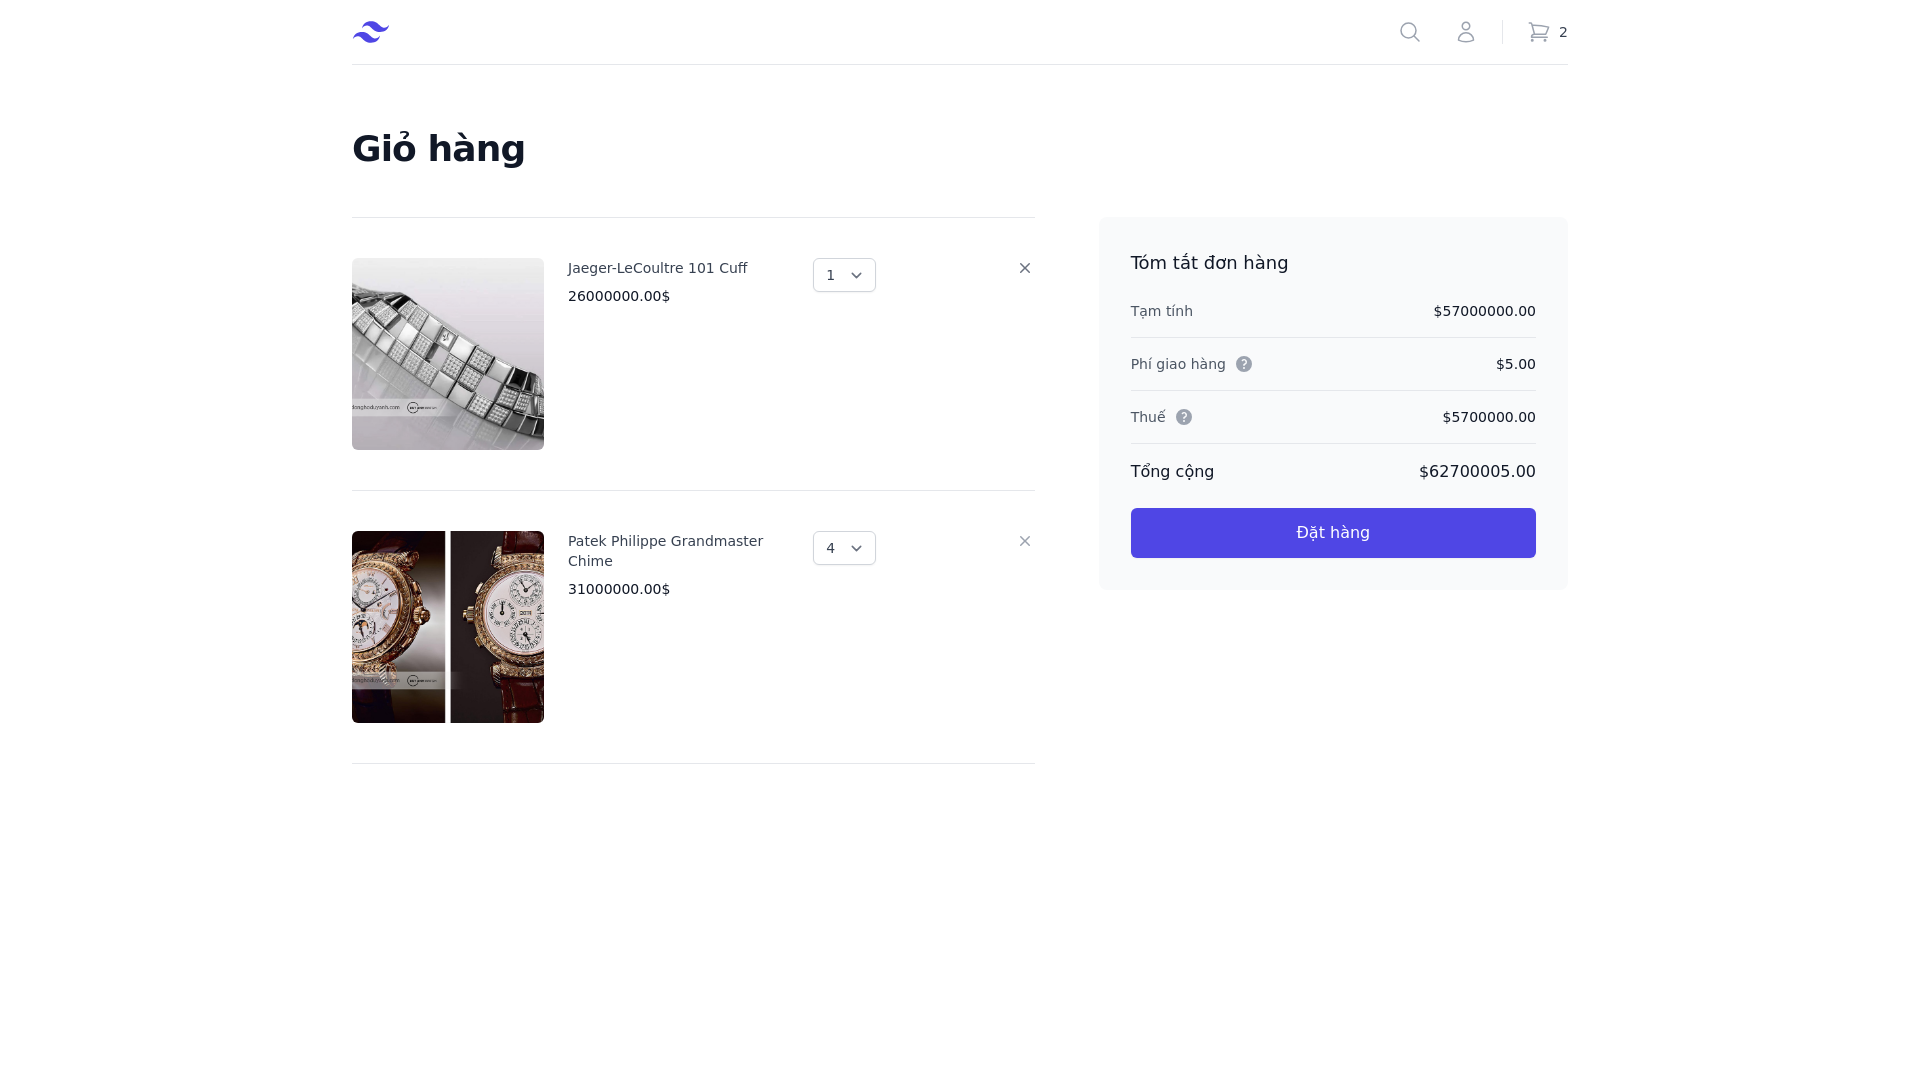 2
Giỏ hàng
Jaeger-LeCoultre 101 Cuff
26000000.00$
1
donghoduyanh.com
Patek Philippe Grandmaster
Chime
31000000.00$
4
Tóm tắt đơn hàng
Tạm tính $57000000.00
Phí giao hàng ? $5.00
Thuế ? $5700000.00
Tổng cộng $62700005.00
Đặt hàng